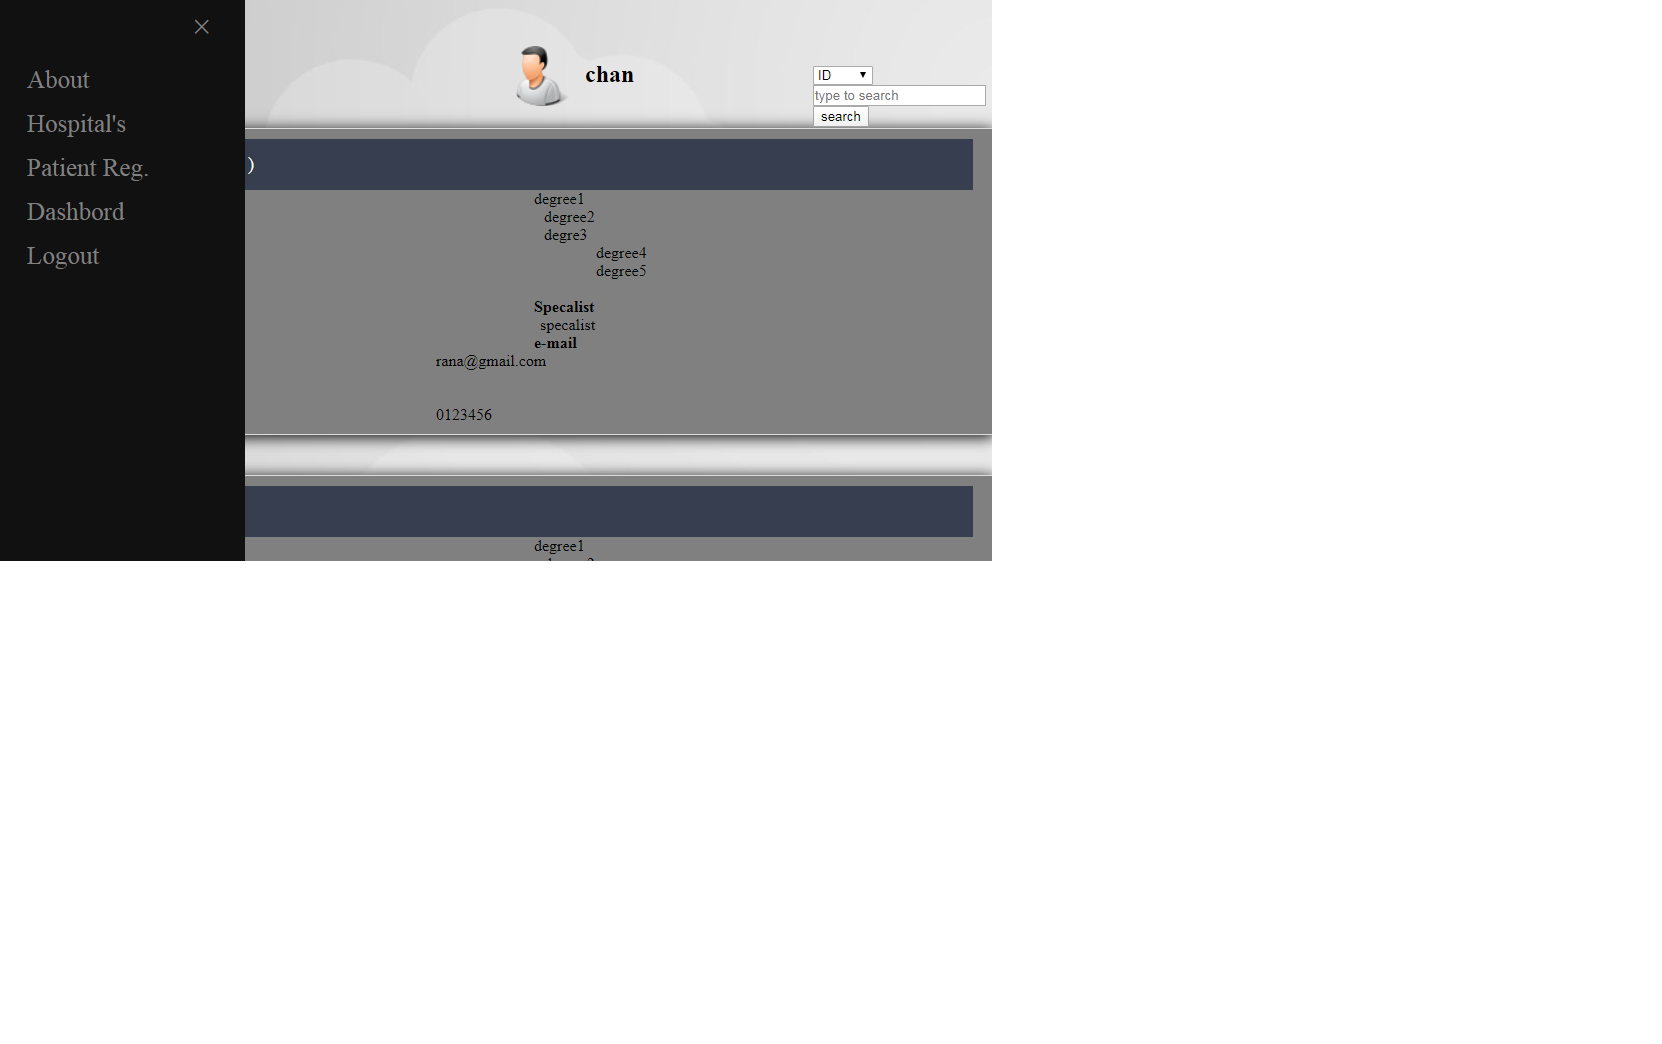 ×
About
Hospital's
Patient Reg.
Dashbord
Logout
chan
ID
type to search
search
)
degree1
degree2
degre3
degree4
degree5
Specalist
specalist
e-mail
rana@gmail.com
0123456
degree1